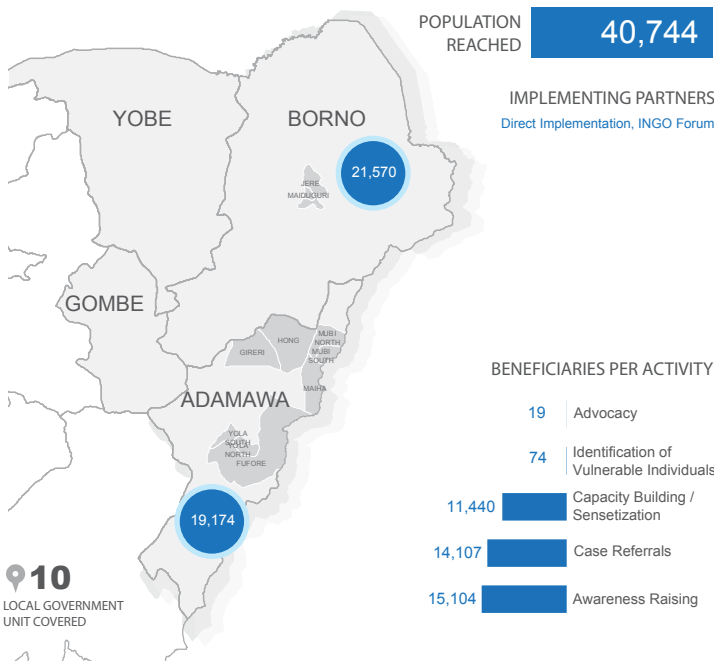 POPULATION
REACHED
40,744
IMPLEMENTING PARTNERS
Direct Implementation, INGO Forum
YOBE
BORNO
21,570
JERE
MAIDUGURI
GOMBE
GIRERI
HONG
MUBI
NORTH
MUBI
SOUTH
MAIHA
ADAMAWA
YOLA
SOUTH
YOLA
NORTH
FUFORE
19,174
10
LOCAL GOVERNMENT
UNIT COVERED
BENEFICIARIES PER ACTIVITY
19 Advocacy
74 Identification of
Vulnerable Individuals
11,440 Capacity Building /
Sensetization
14,107 Case Referrals
15,104 Awareness Raising